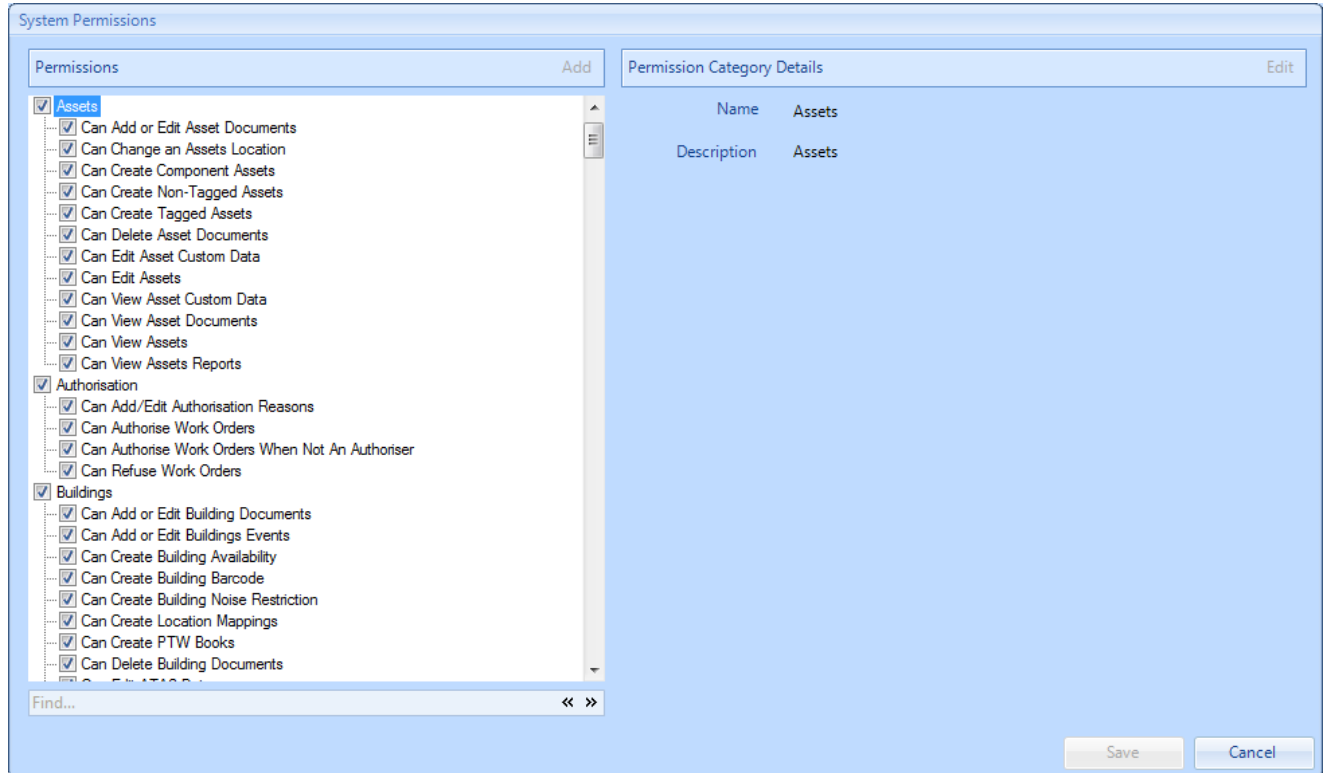 System Permissions
Permissions Add
Permission Category Details Edit
Assets
Can Add or Edit Asset Documents
Can Change an Assets Location
Can Create Component Assets
Can Create Non-Tagged Assets
Can Create Tagged Assets
Can Delete Asset Documents
Can Edit Asset Custom Data
Can Edit Assets
Can View Asset Custom Data
Can View Asset Documents
Can View Assets
Can View Assets Reports
Authorisation
Can Add/Edit Authorisation Reasons
Can Authorise Work Orders
Can Authorise Work Orders When Not An Authoriser
Can Refuse Work Orders
Buildings
Can Add or Edit Building Documents
Can Add or Edit Buildings Events
Can Create Building Availability
Can Create Building Barcode
Can Create Building Noise Restriction
Can Create Location Mappings
Can Create PTW Books
Can Delete Building Documents
Find... « »
Name Assets
Description Assets
Save Cancel